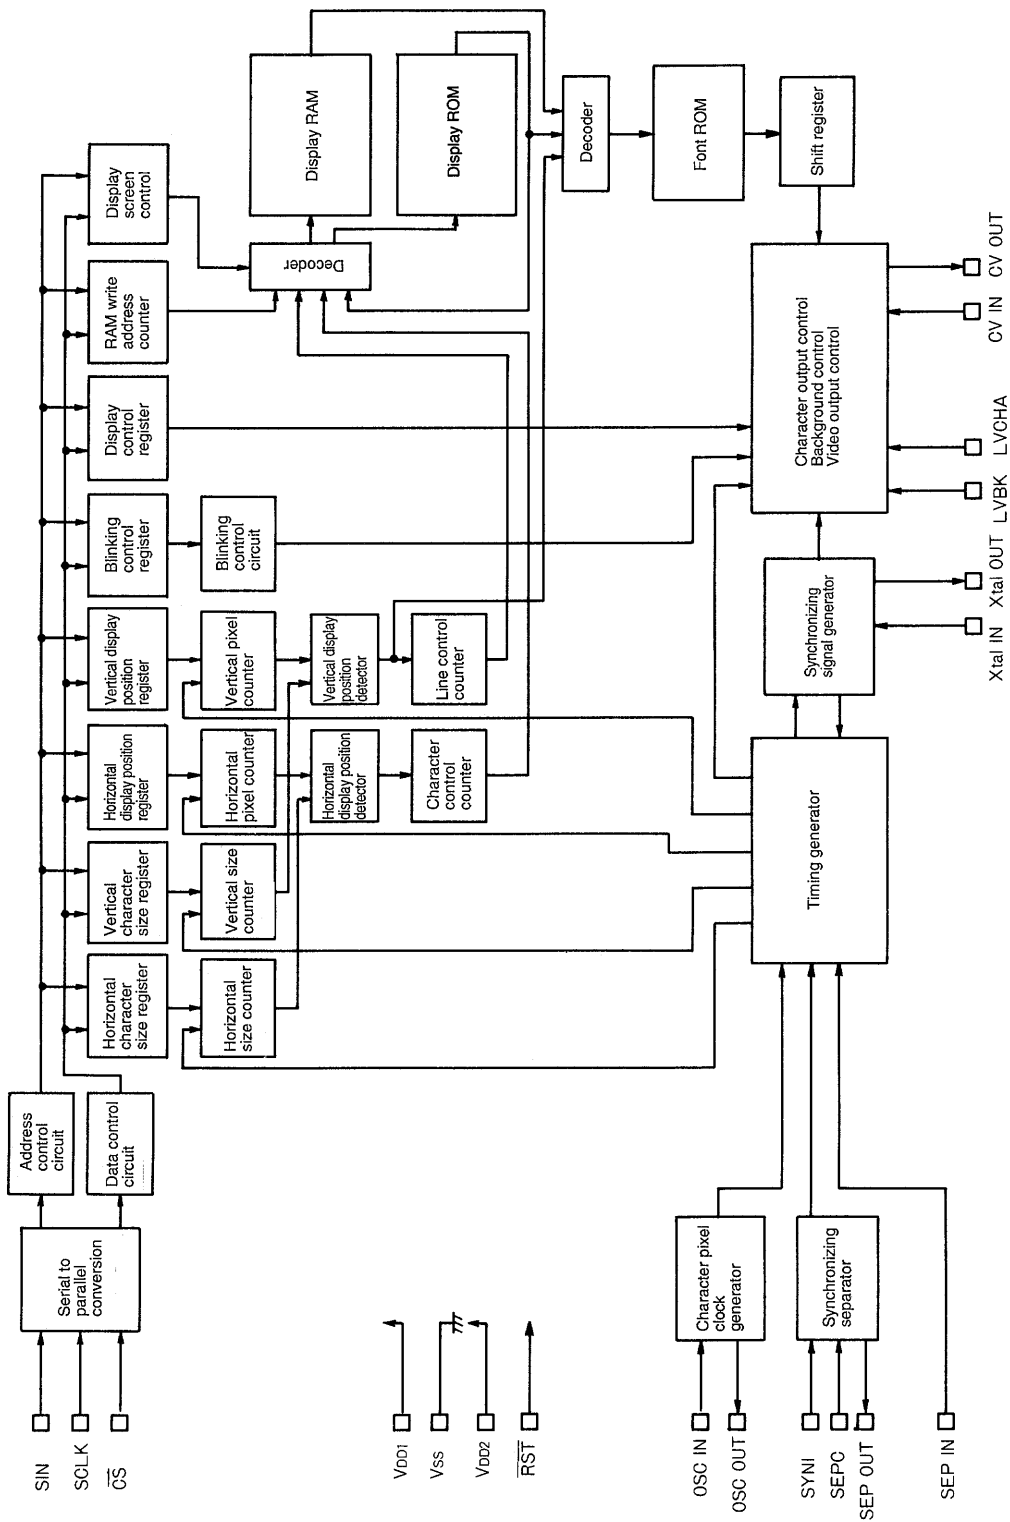 SIN
SCLK
CS
VDD1
VSS
VDD2
RST
OSC IN
OSC OUT
SYNI
SEPC
SEP OUT
SEP IN
Serial to
parallel
conversion
Address
control
circuit
Data control
circuit
Horizontal
character
size register
Vertical
character
size register
Horizontal
display position
register
Vertical display
position
register
Blinking
control
register
Display
control
register
RAM write
address
counter
Display
screen
control
Horizontal
size counter
Vertical size
counter
Horizontal
pixel counter
Vertical pixel
counter
Blinking
control
circuit
Horizontal
display position
detector
Vertical display
position
detector
Character
control
counter
Line control
counter
Decoder
Display RAM
Display ROM
Decoder
Font ROM
Shift register
Character pixel
clock
generator
Synchronizing
separator
Timing generator
Synchronizing
signal generator
Character output control
Background control
Video output control
Xtal IN
Xtal OUT
LVBK
LVCHA
CV IN
CV OUT